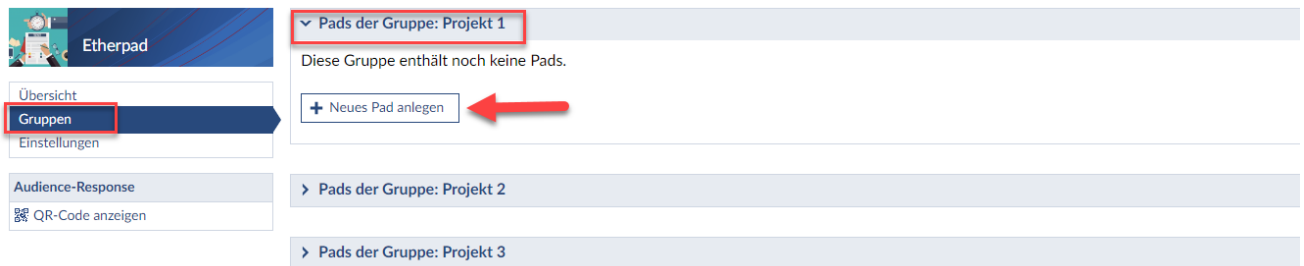 Etherpad
Übersicht
Gruppen
Einstellungen
Audience-Response
QR-Code anzeigen
Pads der Gruppe: Projekt 1
Diese Gruppe enthält noch keine Pads.
Neues Pad anlegen
Pads der Gruppe: Projekt 2
Pads der Gruppe: Projekt 3